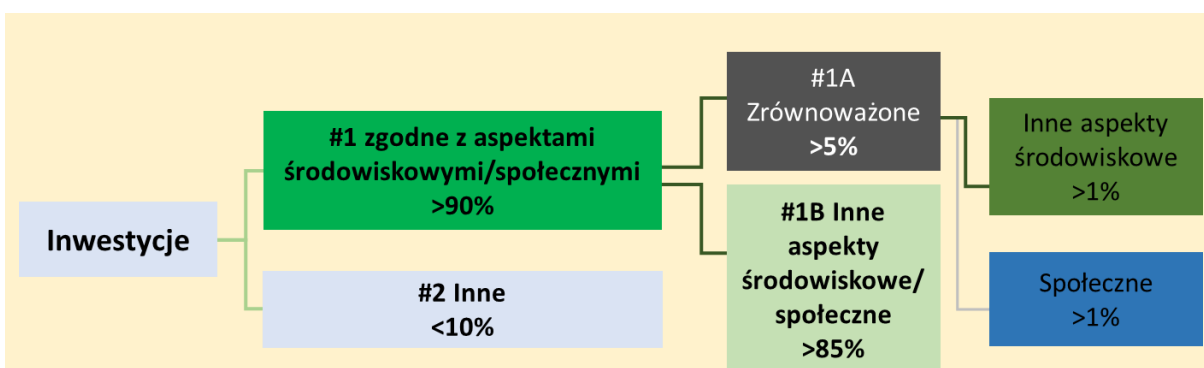 Inwestycje
#1 zgodne z aspektami
środowiskowymi/społecznymi
>90%
#2 Inne
<10%
#1A
Zrównoważone
>5%
#1B Inne
aspekty
środowiskowe/
społeczne
>85%
Inne aspekty
środowiskowe
>1%
Społeczne
>1%